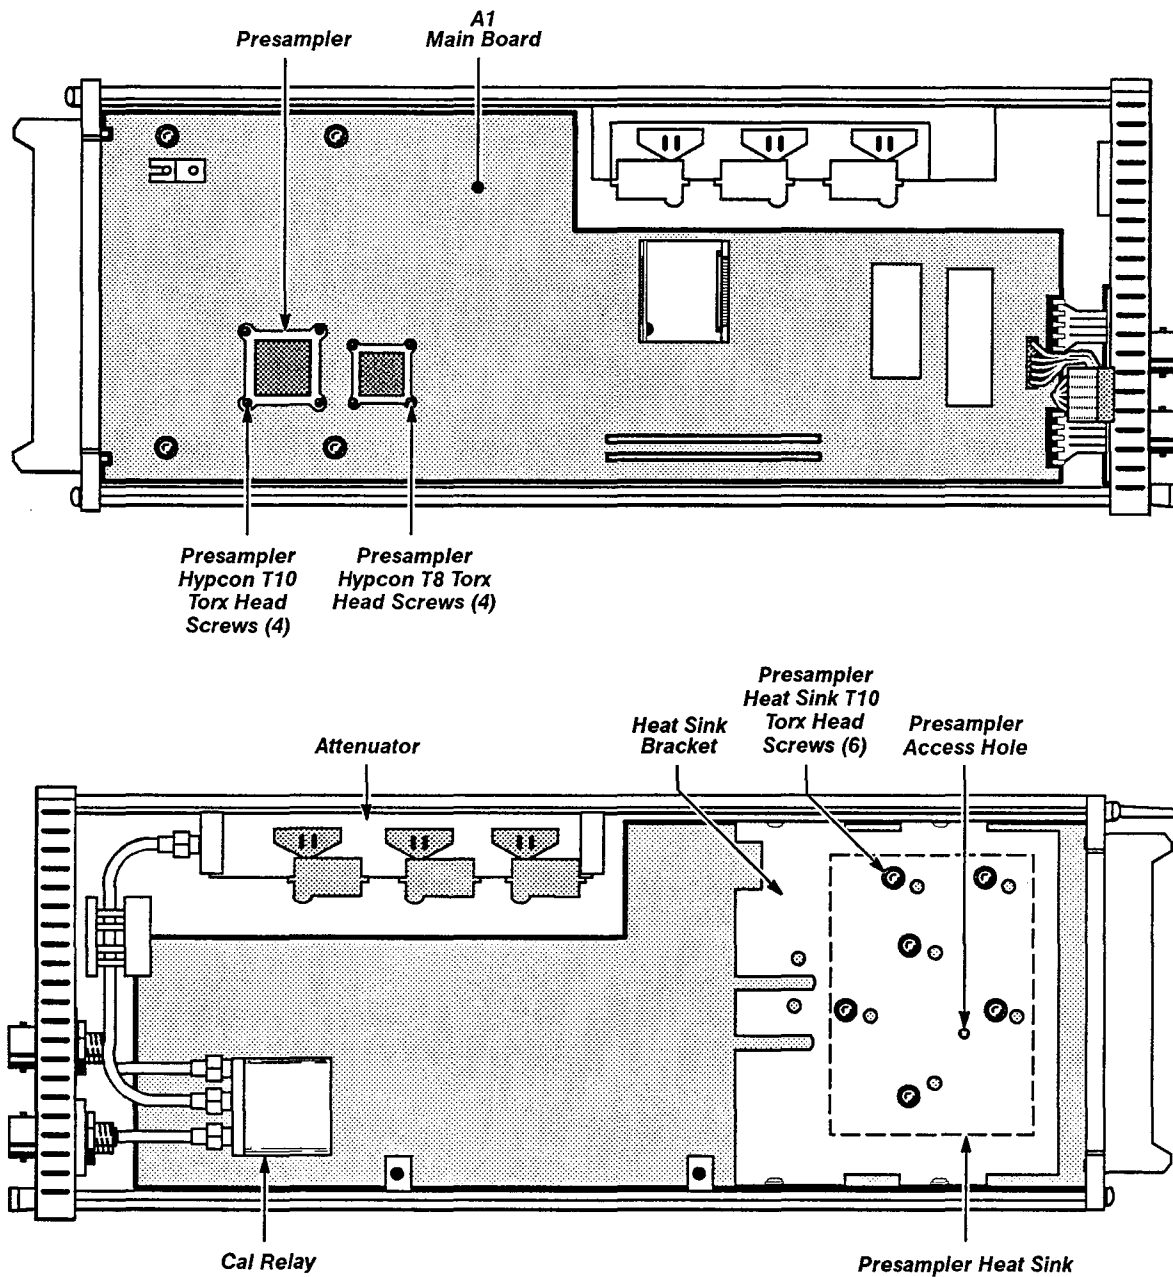 A1
Presampler
Main Board
Presampler
Hypcon T10
Torx Head
Screws (4)
Presampler
Hypcon T8 Torx
Head Screws (4)
Attenuator
Heat Sink
Bracket
Presampler
Heat Sink T10
Torx Head
Screws (6)
Presampler
Access Hole
Cal Relay
Presampler Heat Sink